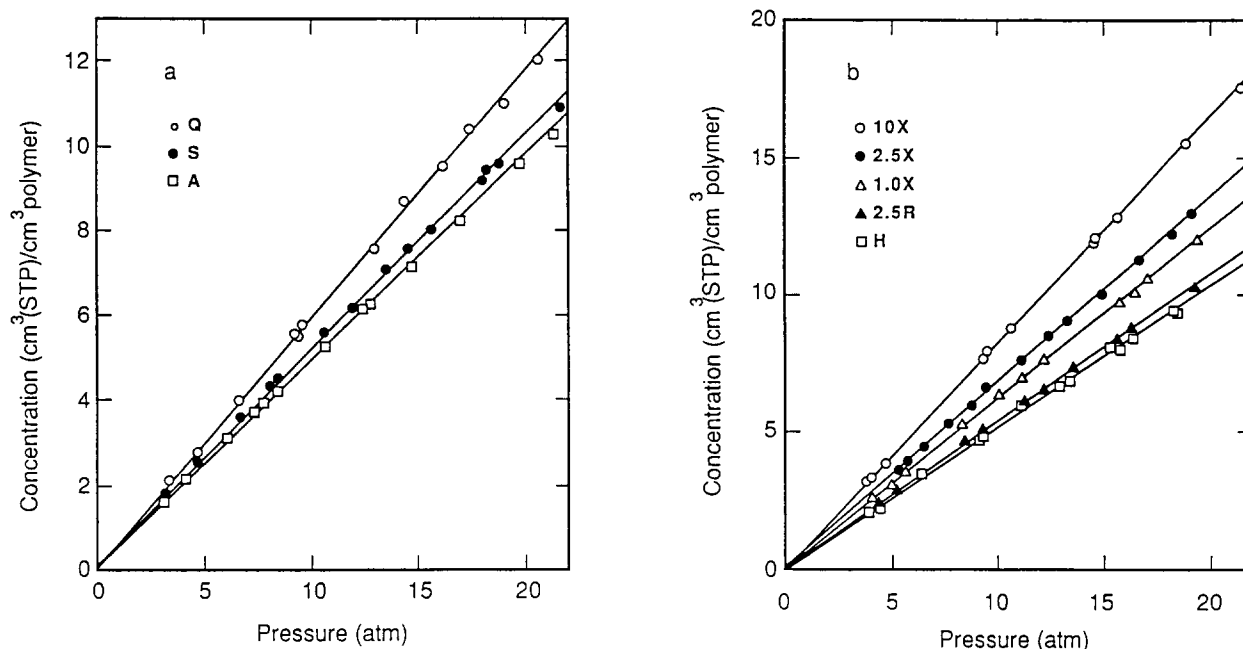 a
Q
S
A
12
10
8
6
4
2
0
0 5 10 15 20
Concentration (cm³(STP)/cm³polymer)
Pressure (atm)
b
10X
2.5X
1.0X
2.5R
H
20
15
10
5
0
0 5 10 15 20
Concentration (cm³(STP)/cm³polymer)
Pressure (atm)